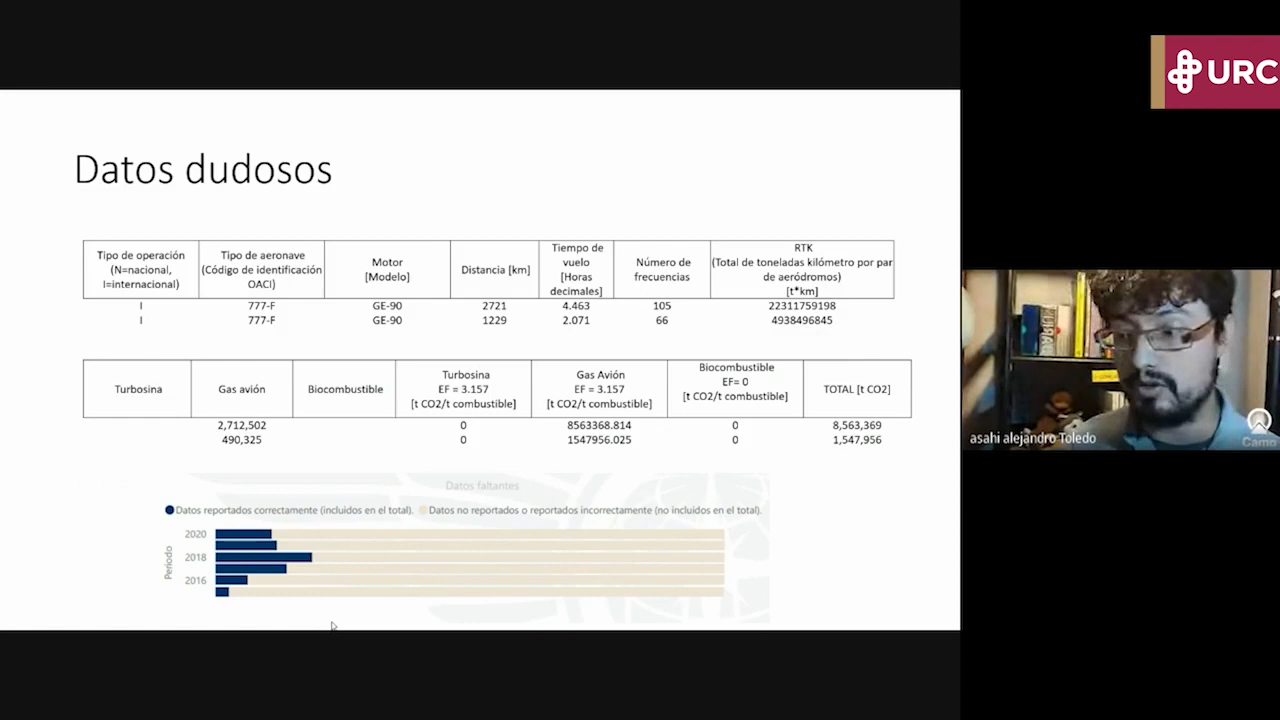 URC
Datos dudosos
Tipo de operación
(N=nacional,
I=internacional)
Tipo de aeronave
(Código de identificación
OACI)
Motor
[Modelo]
Distancia [km]
Tiempo de
vuelo
[Horas
decimales]
Número de
frecuencias
RTK
(Total de toneladas kilómetro por par
de aeródromos)
[t*km]
I 777-F GE-90 2721 4.463 105 22311759198
I 777-F GE-90 1229 2.071 66 4938496845
Turbosina
Gas avión
Biocombustible
Turbosina
EF = 3.157
[t CO2/t combustible]
Gas Avión
EF = 3.157
[t CO2/t combustible]
Biocombustible
EF= 0
[t CO2/t combustible]
TOTAL [t CO2]
2,712,502 0 8563368.814 0 8,563,369
490,325 0 1547956.025 0 1,547,956
Datos faltantes
Datos reportados correctamente (incluidos en el total). Datos no reportados o reportados incorrectamente (no incluidos en el total).
Periodo
2020
2018
2016
asahi alejandro Toledo
Camo